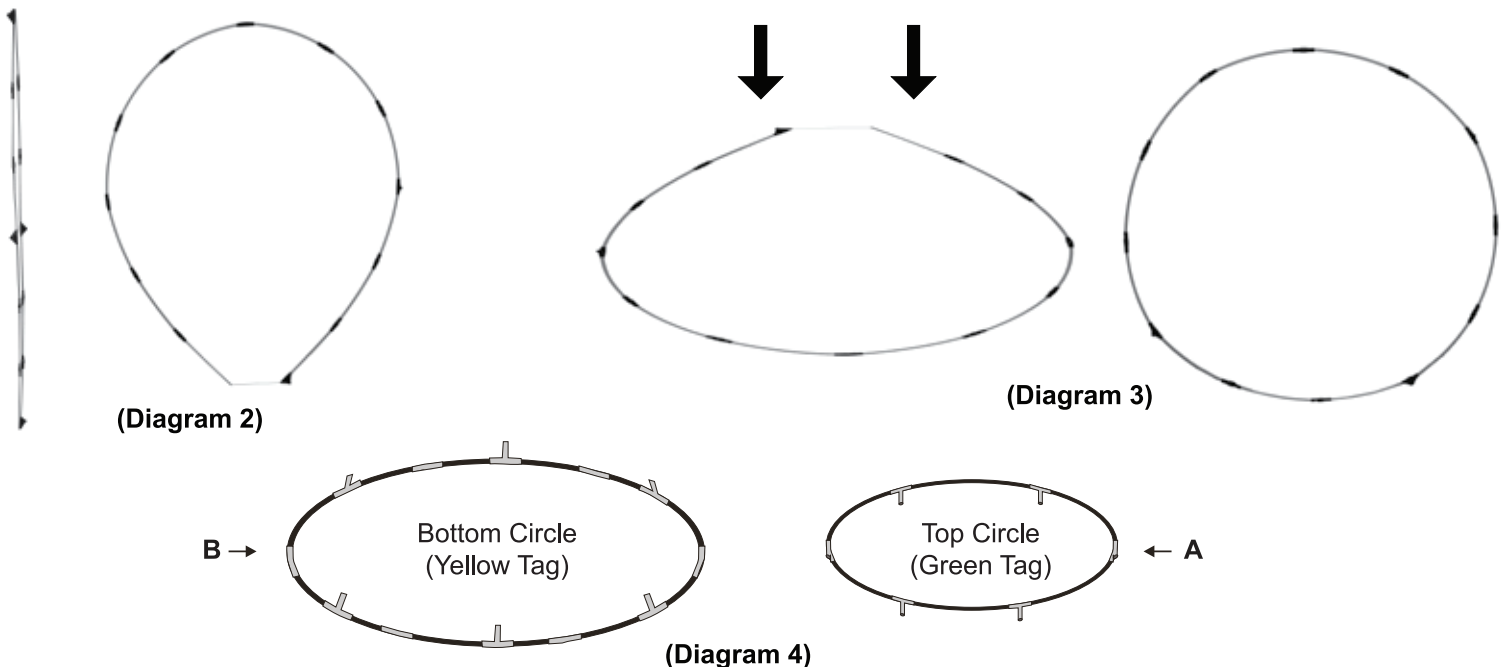 (Diagram 2)
(Diagram 3)
B
Bottom Circle
(Yellow Tag)
Top Circle
(Green Tag)
A
(Diagram 4)